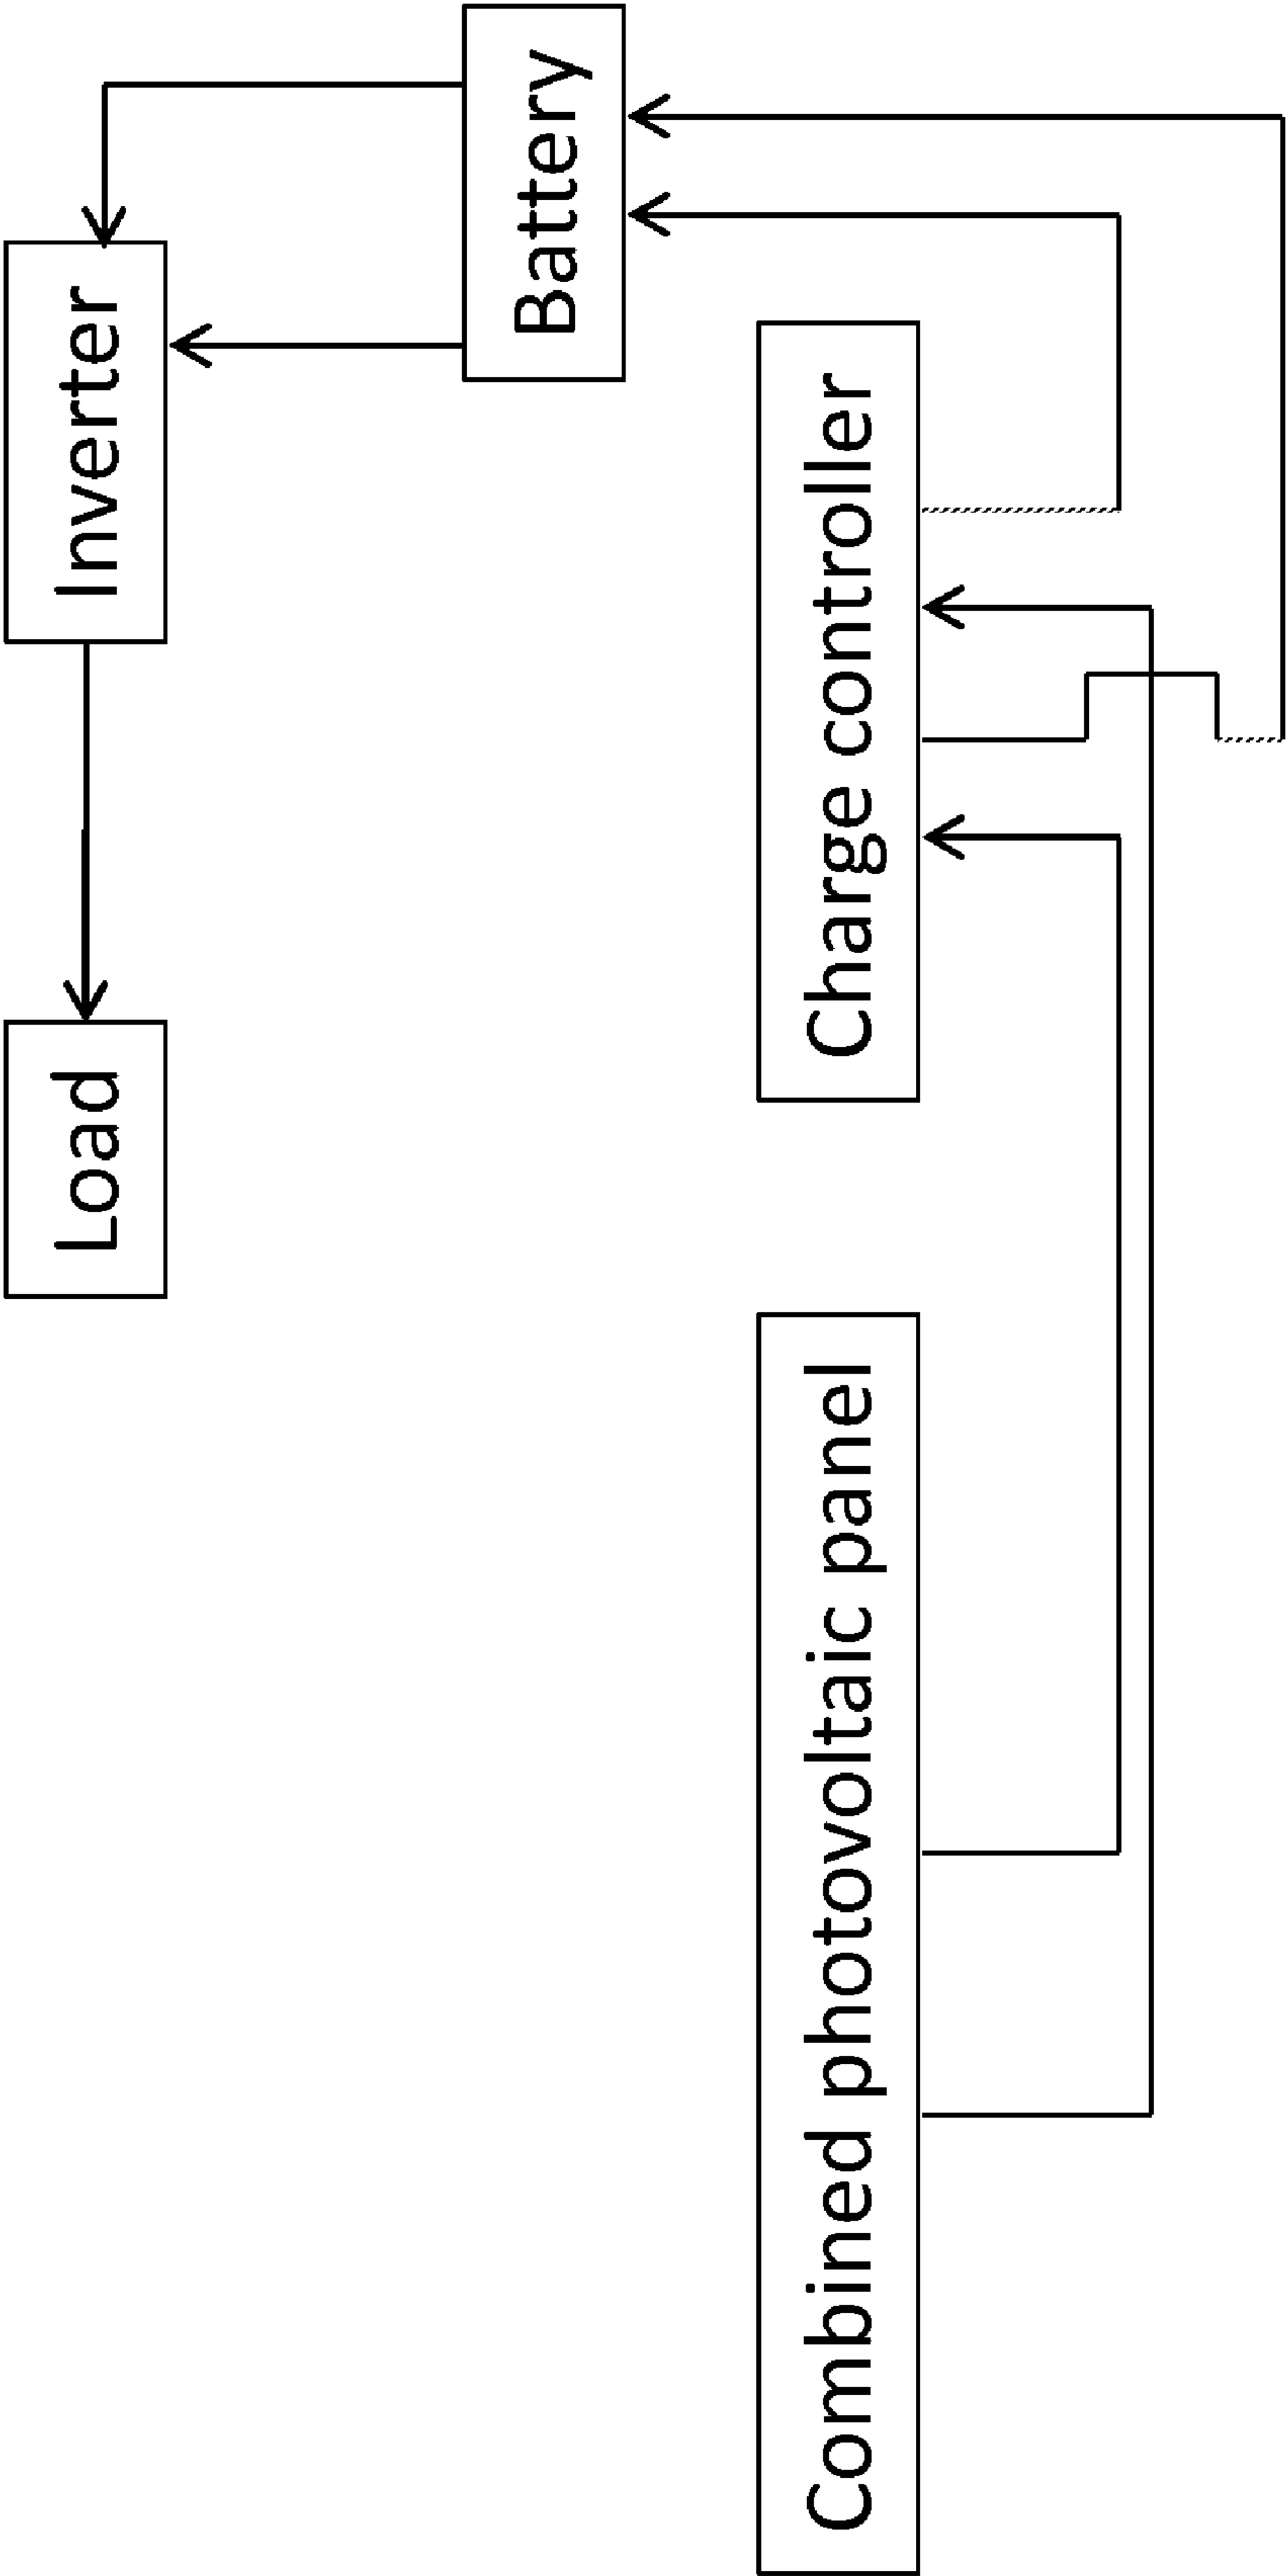 Load
Inverter
Battery
Combined photovoltaic panel
Charge controller